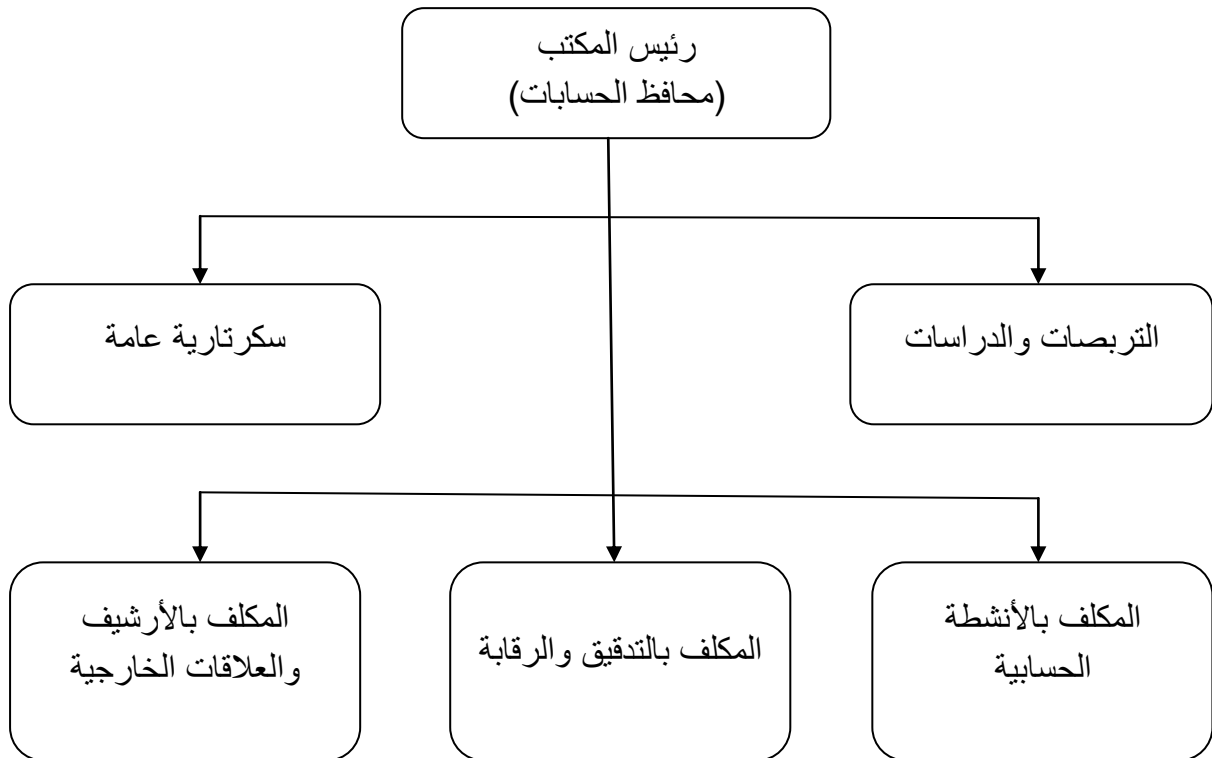 رئيس المكتب
(محافظ الحسابات)
التربصات والدراسات
سكرتارية عامة
المكلف بالأنشطة
الحسابية
المكلف بالتدقيق والرقابة
المكلف بالأرشيف
والعلاقات الخارجية